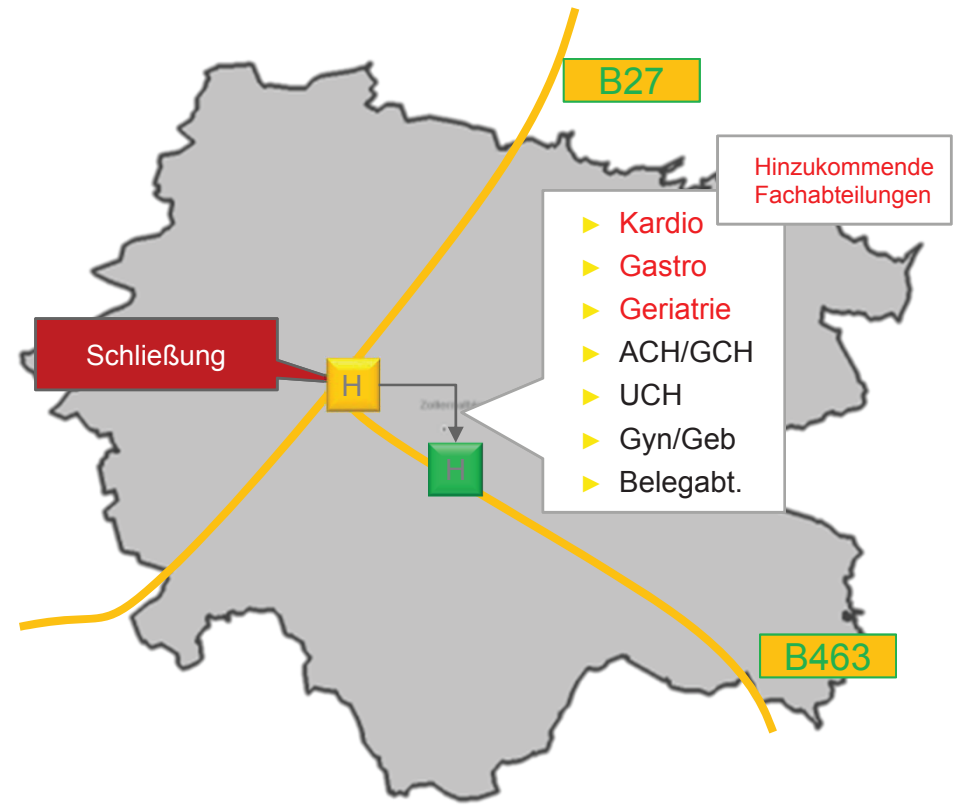 B27
Hinzukommende
Fachabteilungen
► Kardio
► Gastro
► Geriatrie
► ACH/GCH
► UCH
► Gyn/Geb
► Belegabt.
Schließung
H
H
B463